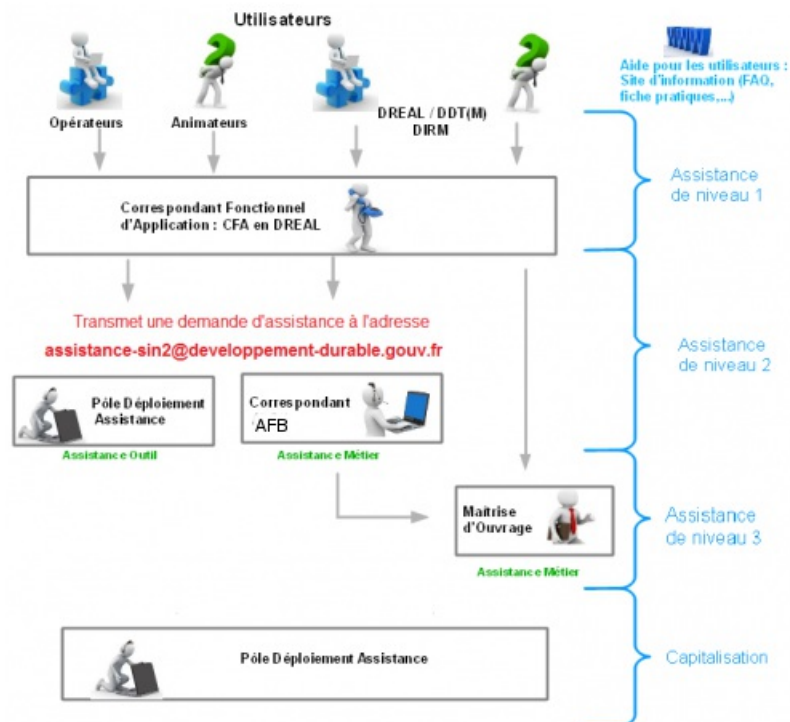 Utilisateurs
Aide pour les utilisateurs :
Site d'information (FAQ,
fiche pratiques,...)
Opérateurs
Animateurs
DREAL / DDT(M)
DIRM
Assistance
de niveau 1
Correspondant Fonctionnel
d'Application : CFA en DREAL
Transmet une demande d'assistance à l'adresse
assistance-sin2@developpement-durable.gouv.fr
Assistance
de niveau 2
Pôle Déploiement
Assistance
Correspondant
AFB
Assistance Outil
Assistance Métier
Maîtrise
d'Ouvrage
Assistance
de niveau 3
Assistance Métier
Pôle Déploiement Assistance
Capitalisation